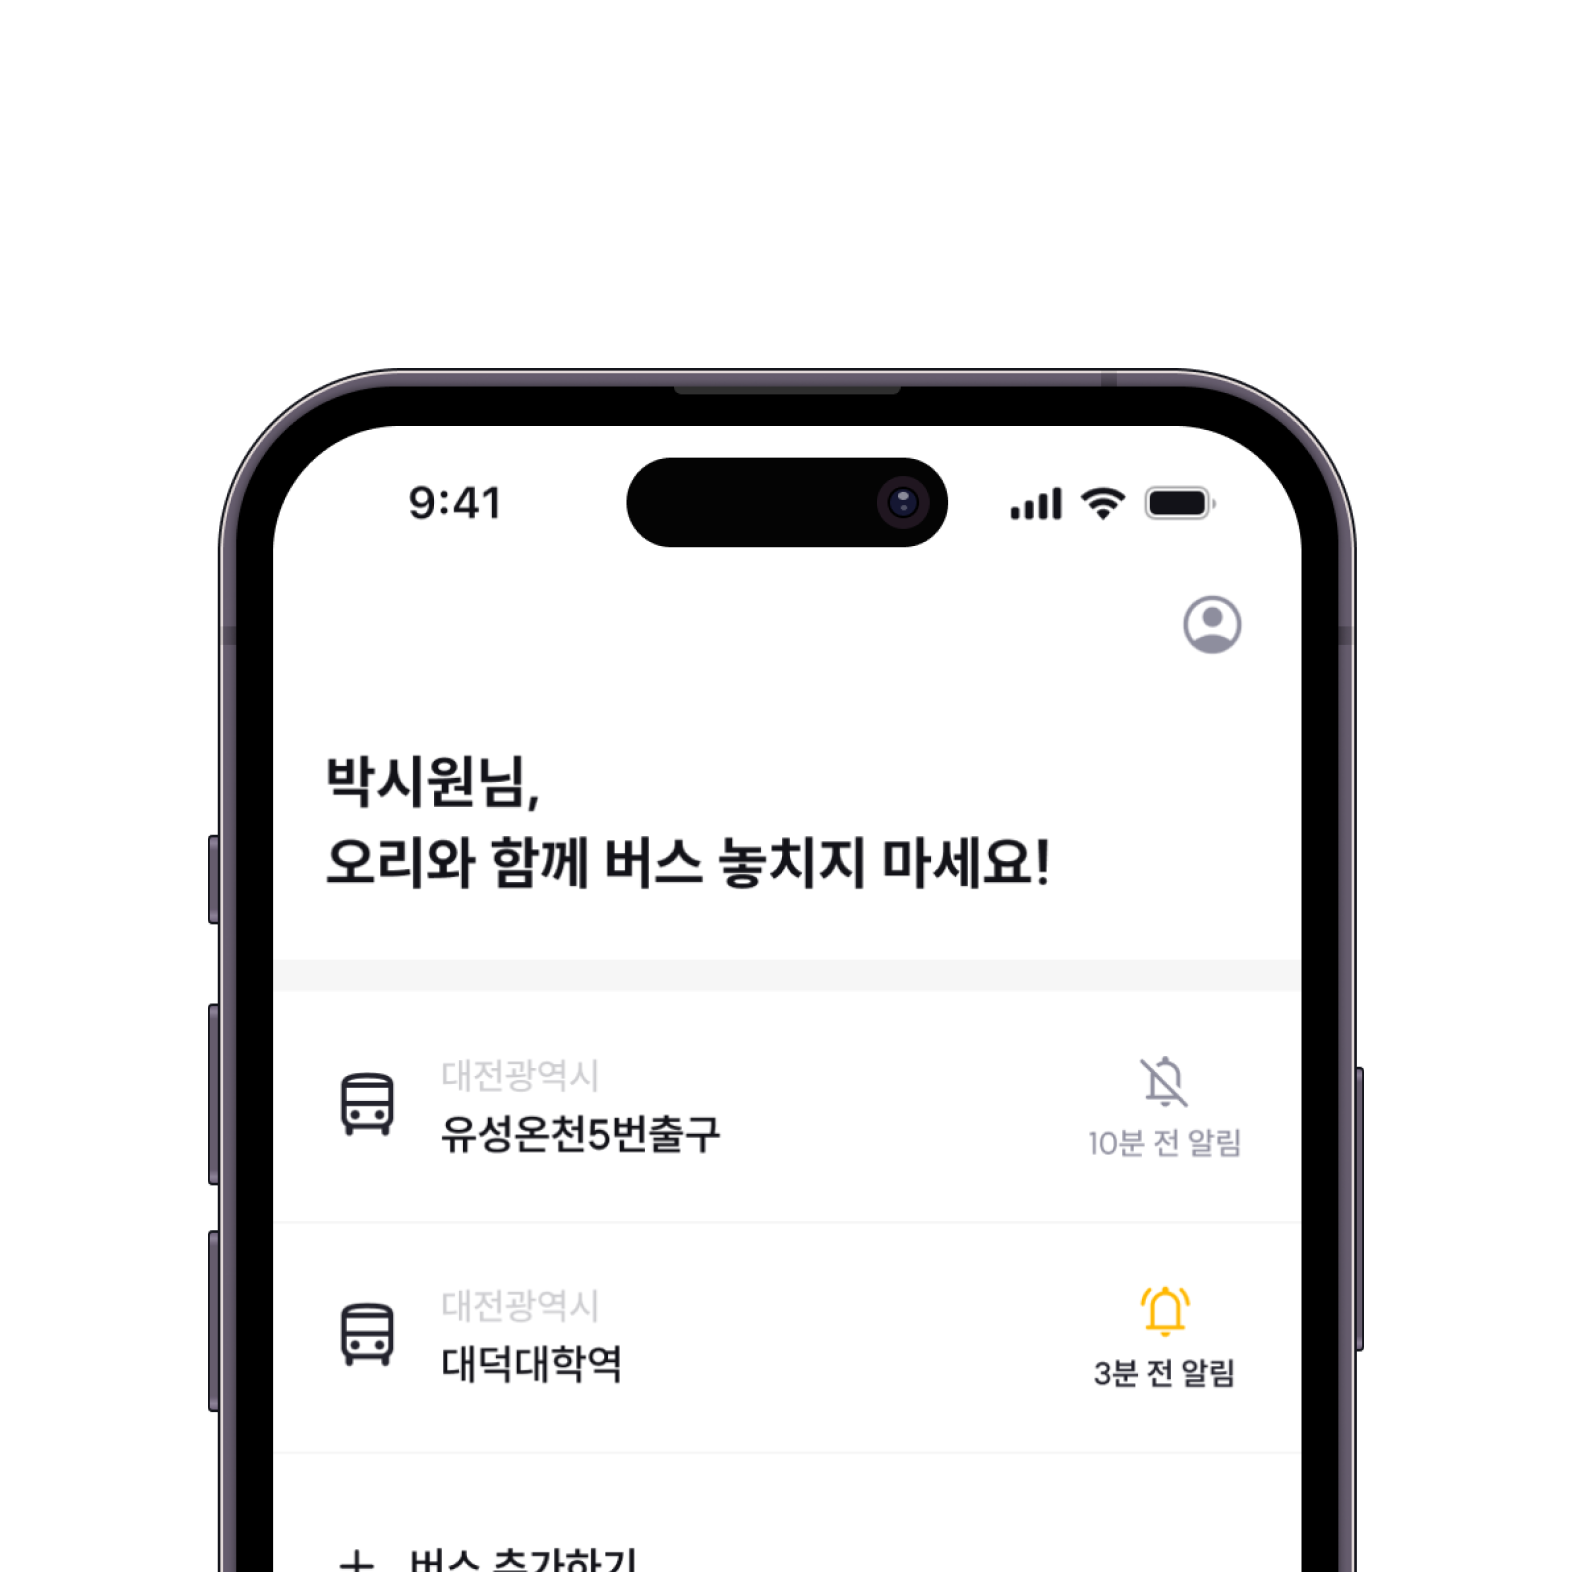 9:41
박시원님,
오리와 함께 버스 놓치지 마세요!
대전광역시
유성온천5번출구
10분 전 알림
대전광역시
대덕대학역
3분 전 알림
버스 추가하기